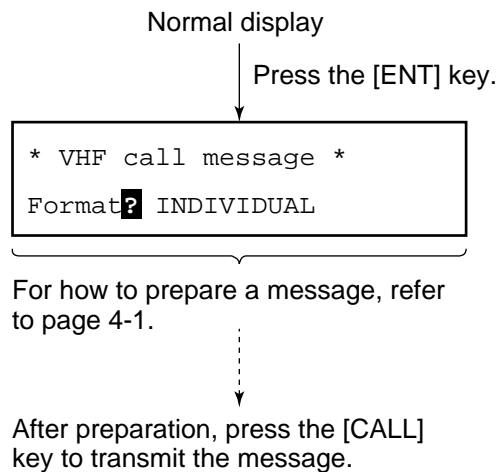 Normal display
Press the [ENT] key.
* VHF call message *
Format? INDIVIDUAL
For how to prepare a message, refer
to page 4-1.
After preparation, press the [CALL]
key to transmit the message.